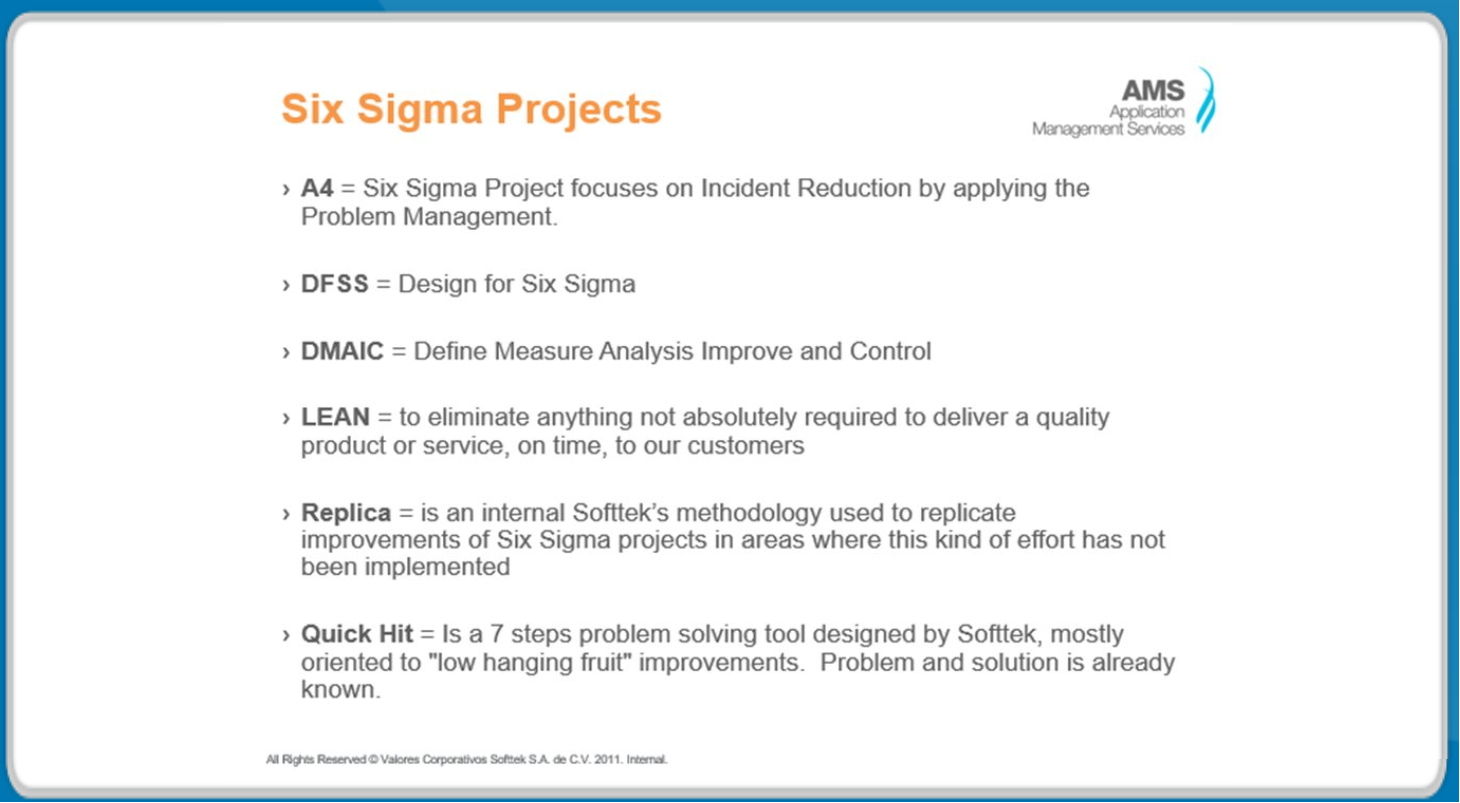 Six Sigma Projects
AMS
Application
Management Services
› A4 = Six Sigma Project focuses on Incident Reduction by applying the
Problem Management.
› DFSS = Design for Six Sigma
› DMAIC = Define Measure Analysis Improve and Control
› LEAN = to eliminate anything not absolutely required to deliver a quality
product or service, on time, to our customers
› Replica = is an internal Softtek’s methodology used to replicate
improvements of Six Sigma projects in areas where this kind of effort has not
been implemented
› Quick Hit = Is a 7 steps problem solving tool designed by Softtek, mostly
oriented to "low hanging fruit" improvements.  Problem and solution is already
known.
All Rights Reserved © Valores Corporativos Softtek S.A. de C.V. 2011. Internal.